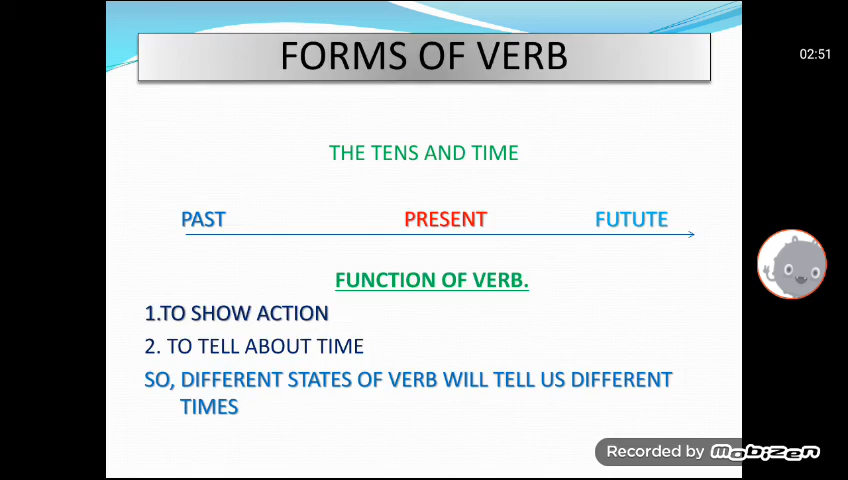 FORMS OF VERB
02:51
THE TENS AND TIME
PAST PRESENT FUTUTE
FUNCTION OF VERB.
1.TO SHOW ACTION
2. TO TELL ABOUT TIME
SO, DIFFERENT STATES OF VERB WILL TELL US DIFFERENT
TIMES
Recorded by mobizen